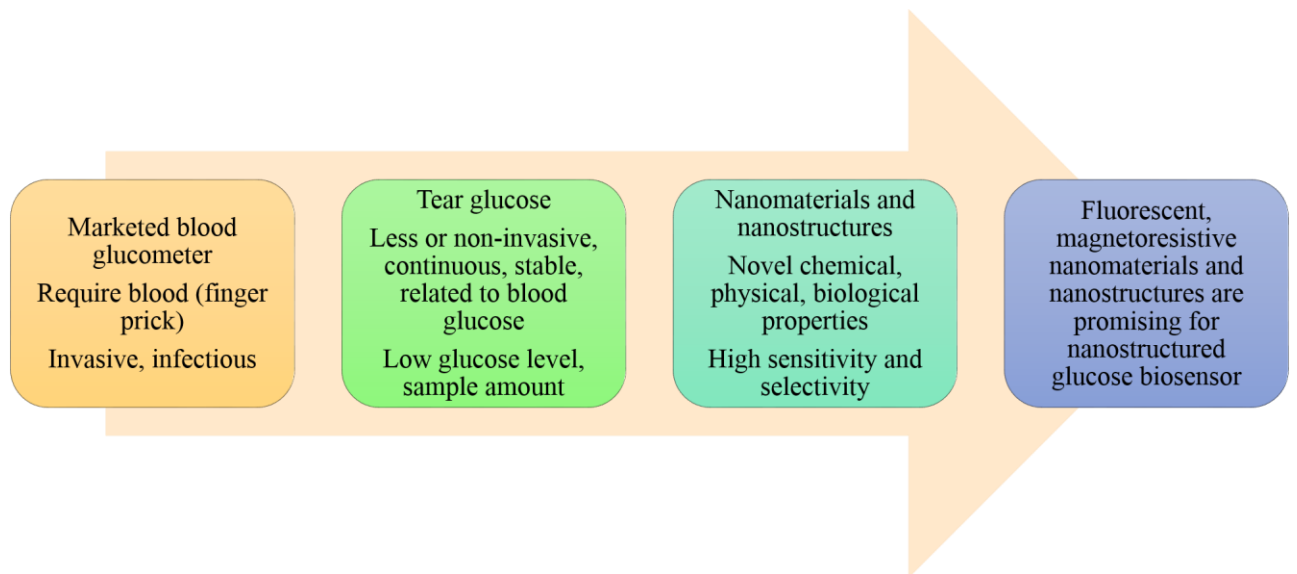 Marketed blood
glucometer
Require blood (finger
prick)
Invasive, infectious
Tear glucose
Less or non-invasive,
continuous, stable,
related to blood
glucose
Low glucose level,
sample amount
Nanomaterials and
nanostructures
Novel chemical,
physical, biological
properties
High sensitivity and
selectivity
Fluorescent,
magnetoresistive
nanomaterials and
nanostructures are
promising for
nanostructured
glucose biosensor